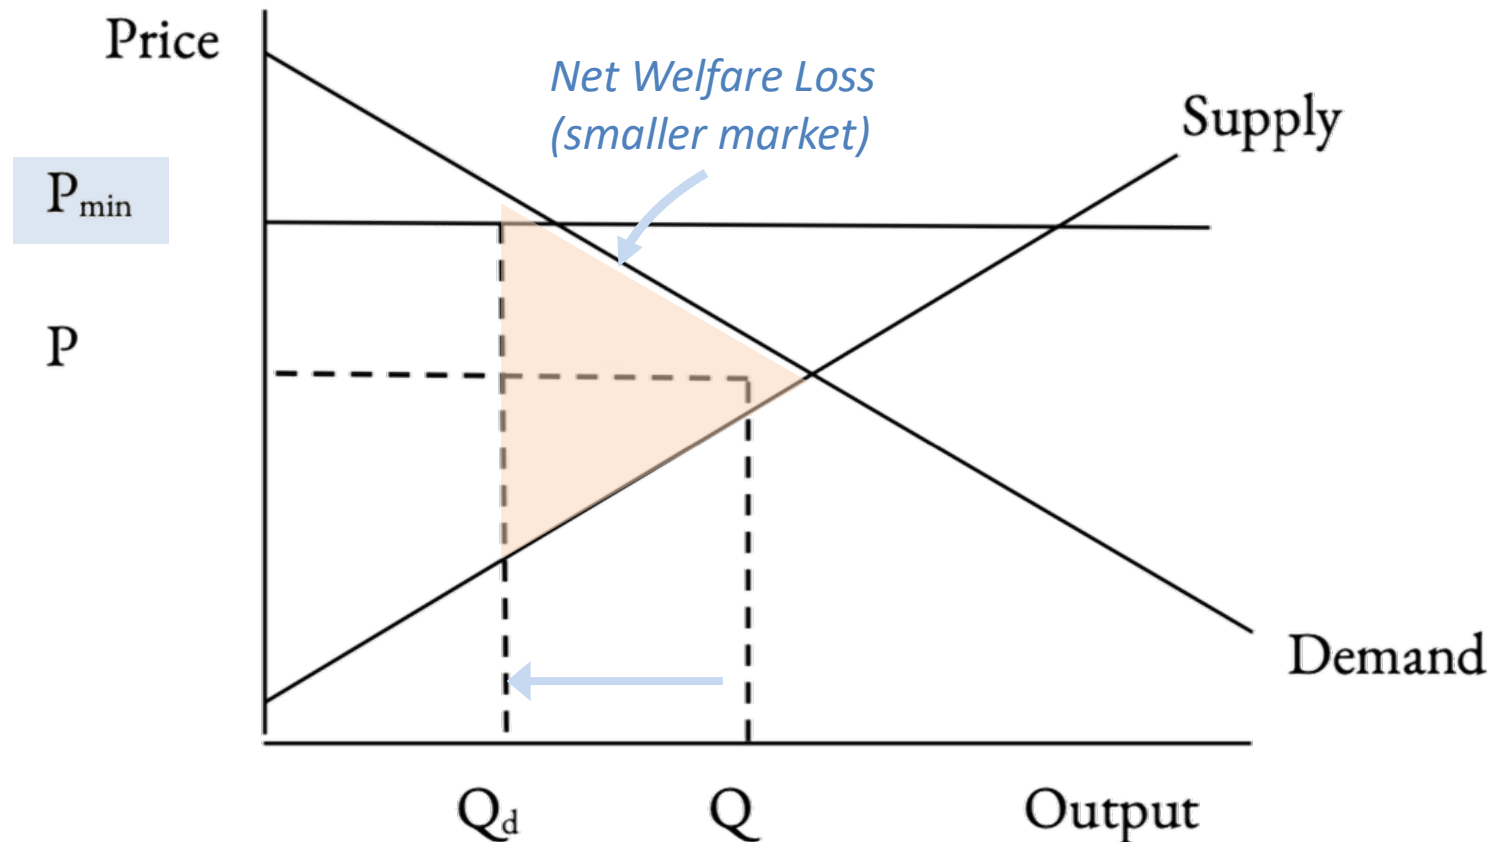 Price
Net Welfare Loss
(smaller market)
Supply
Pmin
P
Demand
Qd
Q
Output